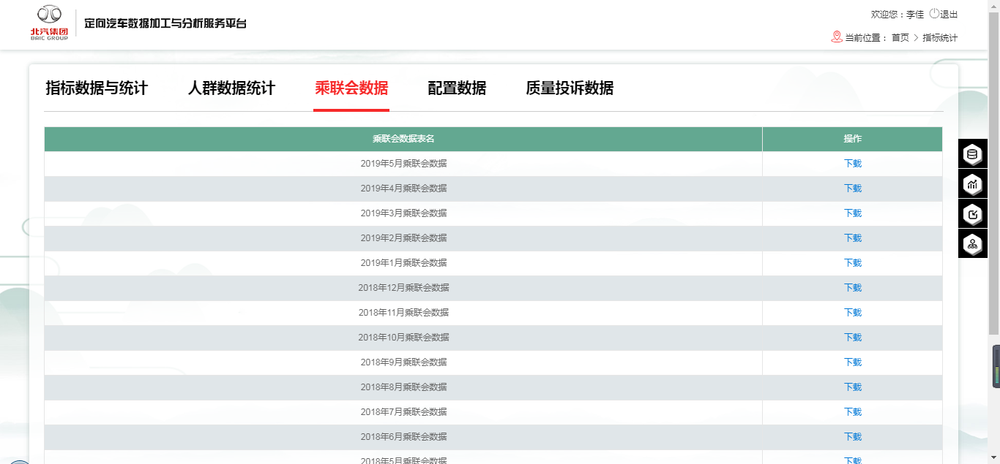 北汽集团
BAIC GROUP
定向汽车数据加工与分析服务平台
欢迎您：李佳 退出
当前位置： 首页 > 指标统计
指标数据与统计 人群数据统计 乘联会数据 配置数据 质量投诉数据
乘联会数据表名 操作
2019年5月乘联会数据 下载
2019年4月乘联会数据 下载
2019年3月乘联会数据 下载
2019年2月乘联会数据 下载
2019年1月乘联会数据 下载
2018年12月乘联会数据 下载
2018年11月乘联会数据 下载
2018年10月乘联会数据 下载
2018年9月乘联会数据 下载
2018年8月乘联会数据 下载
2018年7月乘联会数据 下载
2018年6月乘联会数据 下载
2018年5月乘联会数据 下载